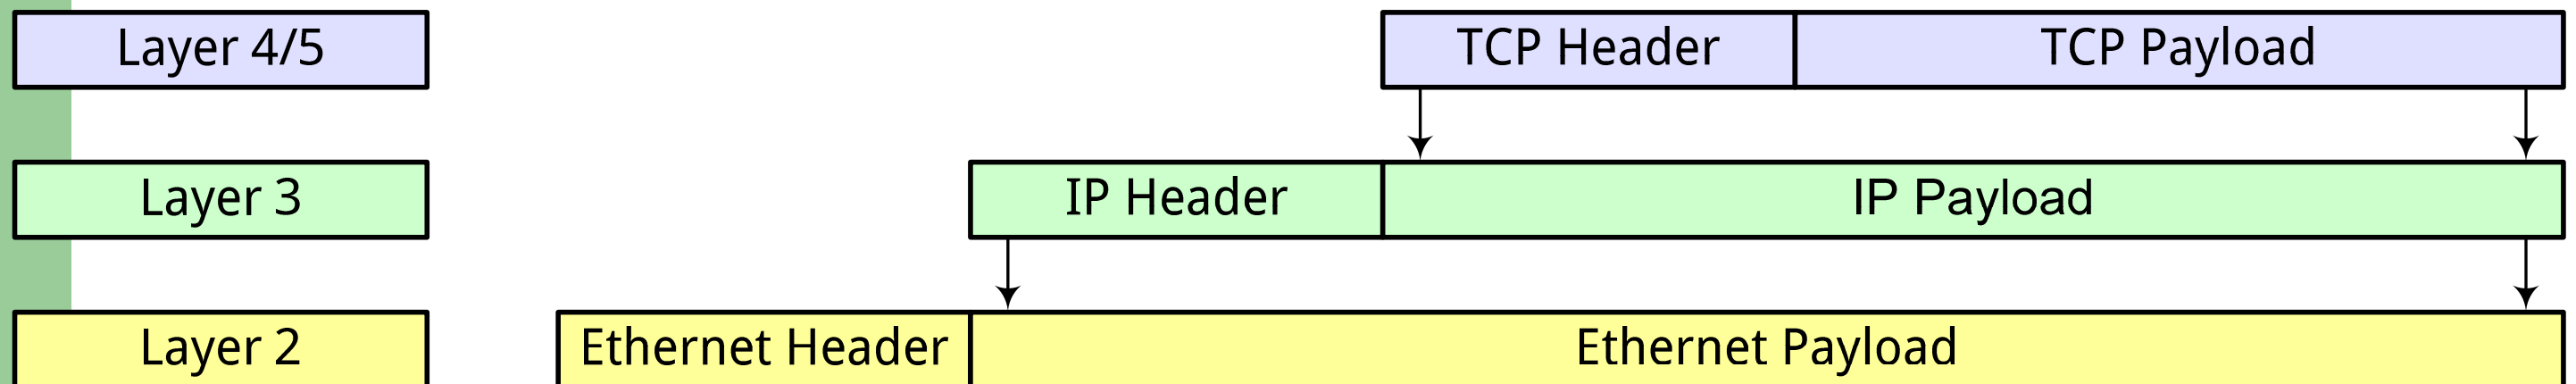 Layer 4/5 TCP Header TCP Payload
Layer 3 IP Header IP Payload
Layer 2 Ethernet Header Ethernet Payload